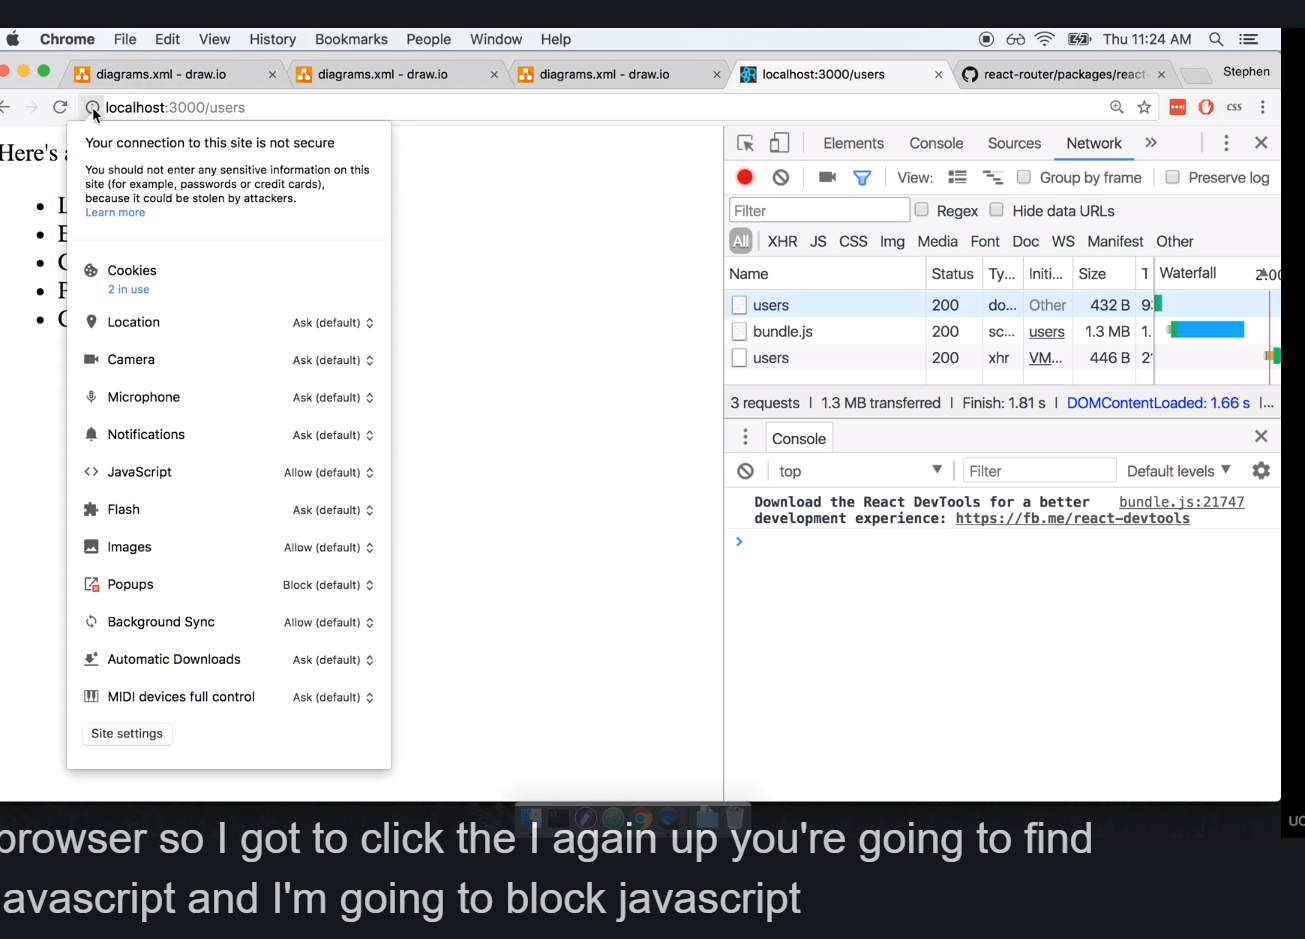 Chrome File Edit View History Bookmarks People Window Help Thu 11:24 AM
diagrams.xml - draw.io diagrams.xml - draw.io diagrams.xml - draw.io localhost:3000/users react-router/packages/react- Stephen
localhost:3000/users CSS
Here's a
Your connection to this site is not secure
You should not enter any sensitive information on this
site (for example, passwords or credit cards),
because it could be stolen by attackers.
Learn more
Cookies
2 in use
Location Ask (default)
Camera Ask (default)
Microphone Ask (default)
Notifications Ask (default)
JavaScript Allow (default)
Flash Ask (default)
Images Allow (default)
Popups Block (default)
Background Sync Allow (default)
Automatic Downloads Ask (default)
MIDI devices full control Ask (default)
Site settings
Elements Console Sources Network
View: Group by frame Preserve log
Filter Regex Hide data URLs
All XHR JS CSS Img Media Font Doc WS Manifest Other
Name Status Ty... Initi... Size T Waterfall 2.00
users 200 do... Other 432 B
bundle.js 200 sc... users 1.3 MB 1.
users 200 xhr VM... 446 B
3 requests | 1.3 MB transferred | Finish: 1.81 s | DOMContentLoaded: 1.66 s | l...
Console
top Filter Default levels
Download the React DevTools for a better bundle.js:21747
development experience: https://fb.me/react-devtools
browser so I got to click the I again up you're going to find
avascript and I'm going to block javascript